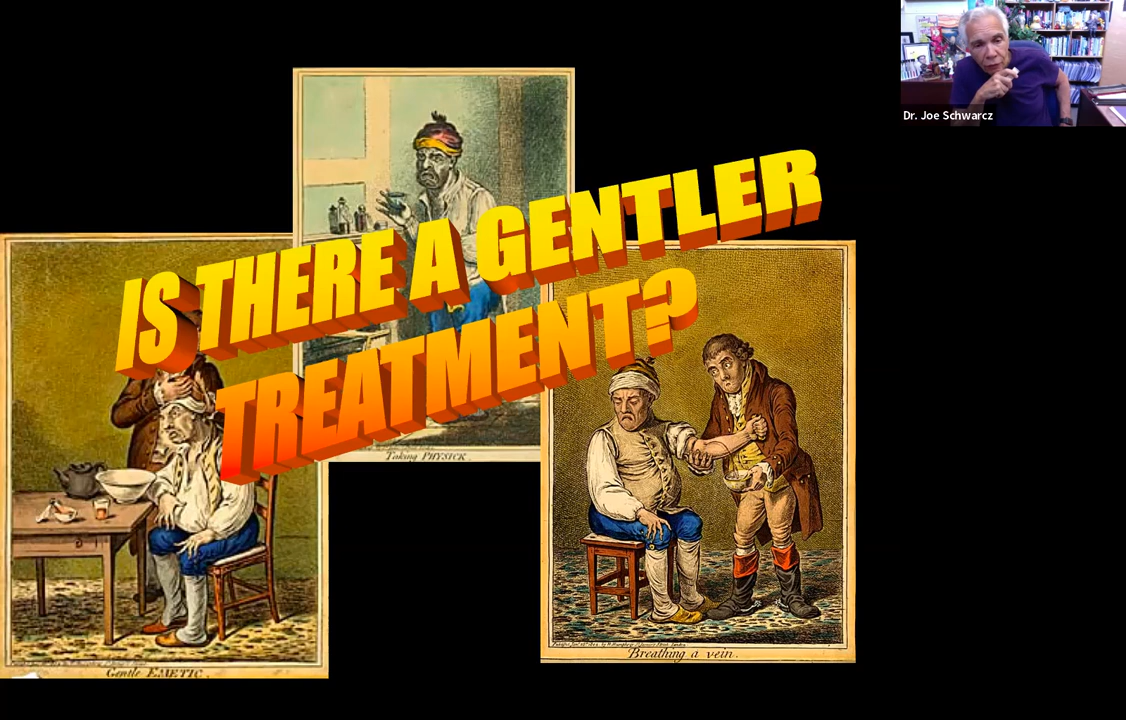 Dr. Joe Schwarcz
IS THERE A GENTLER
TREATMENT?
Taking PHYSICK.
Gentle EMETIC.
Breathing a vein.